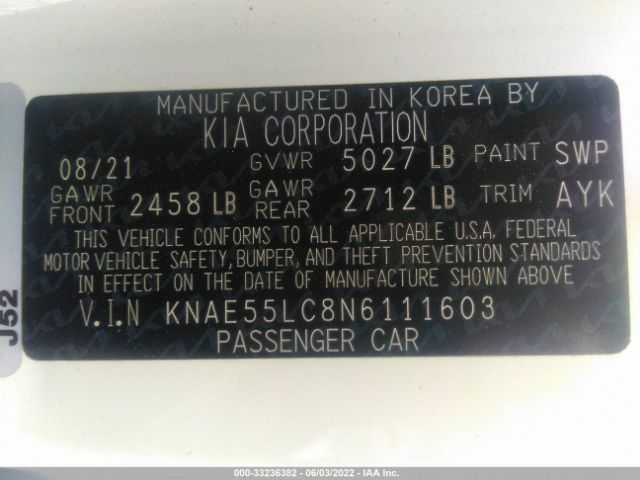 MANUFACTURED IN KOREA BY
KIA CORPORATION
08/21 GVWR 5027 LB PAINT SWP
GAWR FRONT 2458 LB GAWR REAR 2712 LB TRIM AYK
THIS VEHICLE CONFORMS TO ALL APPLICABLE U.S.A. FEDERAL
MOTOR VEHICLE SAFETY, BUMPER, AND THEFT PREVENTION STANDARDS
IN EFFECT ON THE DATE OF MANUFACTURE SHOWN ABOVE
V.I.N KNAE55LC8N6111603
PASSENGER CAR
J52
000-33236382 - 06/03/2022 - IAA Inc.